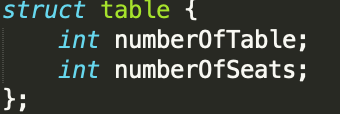 struct table {
    int numberOfTable;
    int numberOfSeats;
};